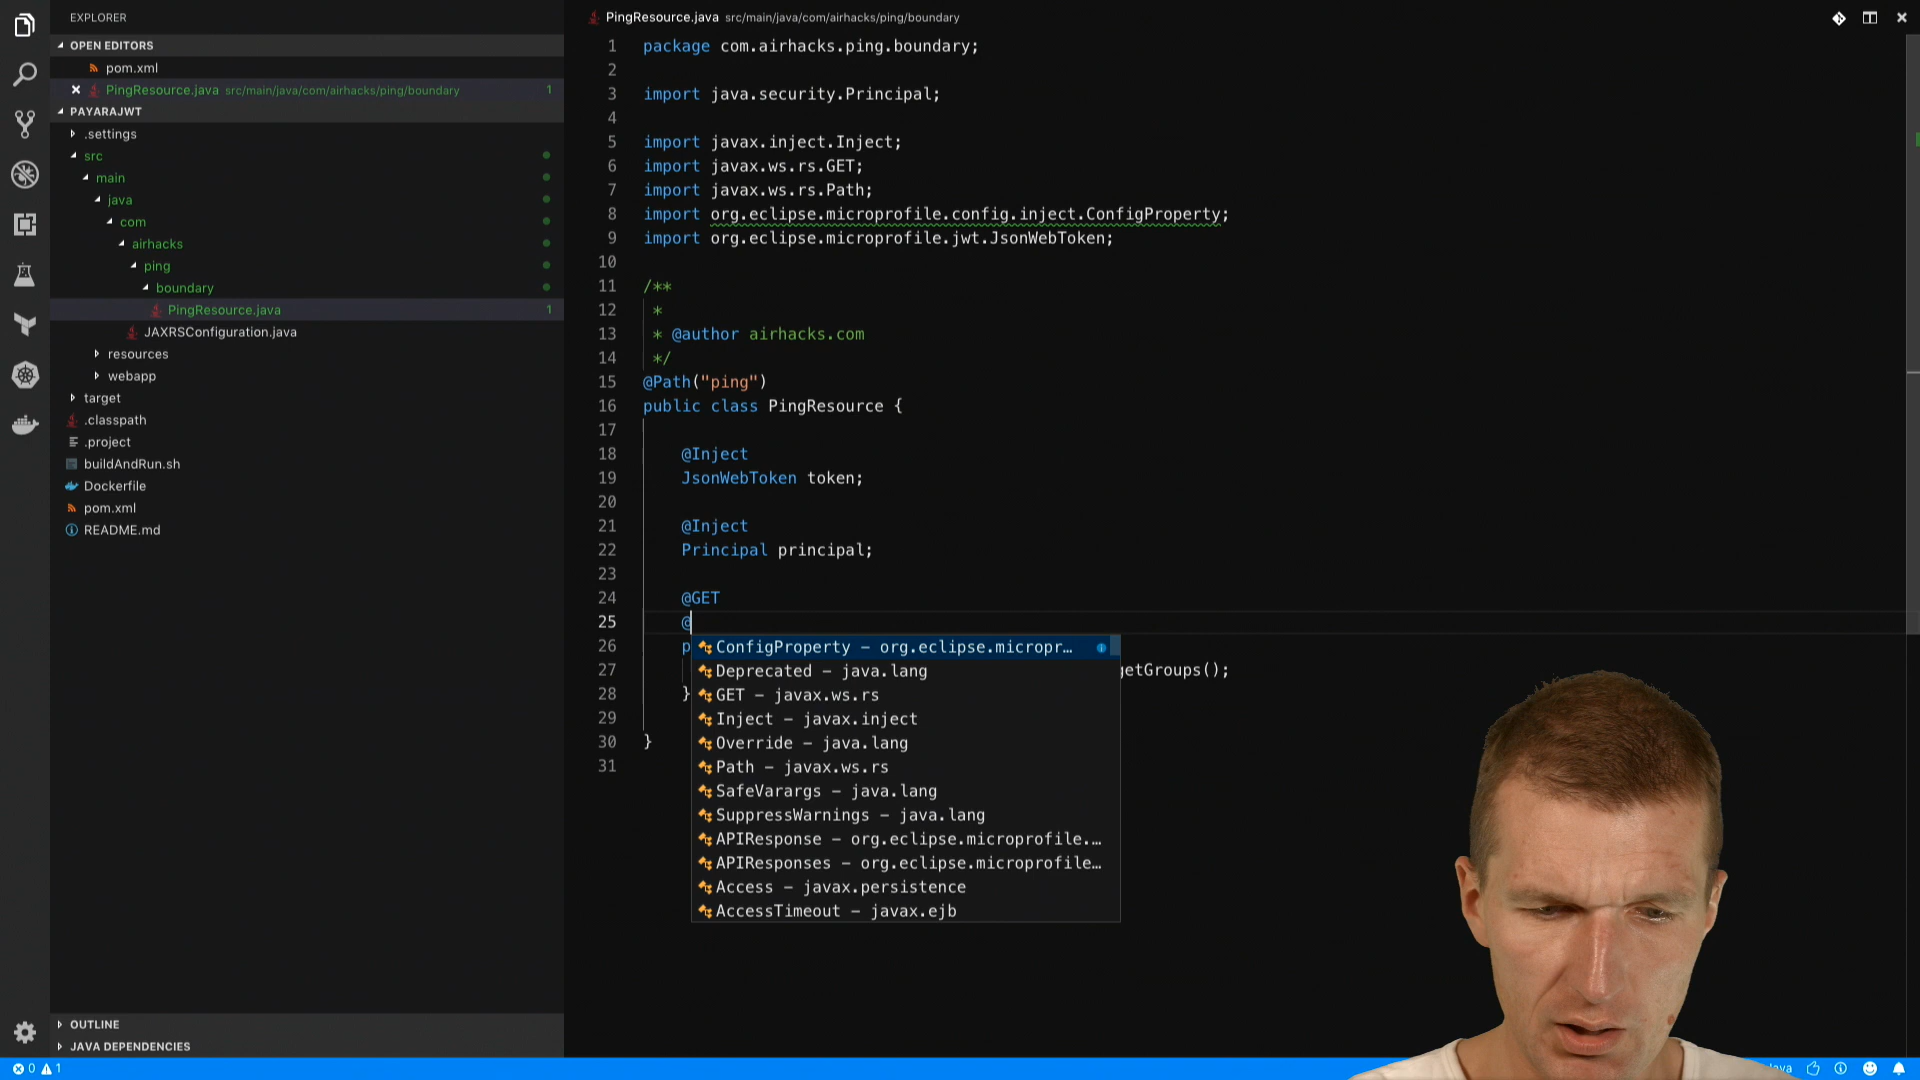 EXPLORER
OPEN EDITORS
pom.xml
PingResource.java src/main/java/com/airhacks/ping/boundary 1
PAYARAJWT
.settings
src
main
java
com
airhacks
ping
boundary
PingResource.java 1
JAXRSConfiguration.java
resources
webapp
target
.classpath
.project
buildAndRun.sh
Dockerfile
pom.xml
README.md
OUTLINE
JAVA DEPENDENCIES
PingResource.java src/main/java/com/airhacks/ping/boundary
1 package com.airhacks.ping.boundary;
2
3 import java.security.Principal;
4
5 import javax.inject.Inject;
6 import javax.ws.rs.GET;
7 import javax.ws.rs.Path;
8 import org.eclipse.microprofile.config.inject.ConfigProperty;
9 import org.eclipse.microprofile.jwt.JsonWebToken;
10
11 /**
12 *
13 * @author airhacks.com
14 */
15 @Path("ping")
16 public class PingResource {
17
18 @Inject
19 JsonWebToken token;
20
21 @Inject
22 Principal principal;
23
24 @GET
25 @
26 p
27 getGroups();
28 }
29
30 }
31
ConfigProperty – org.eclipse.micropr…
Deprecated – java.lang
GET – javax.ws.rs
Inject – javax.inject
Override – java.lang
Path – javax.ws.rs
SafeVarargs – java.lang
SuppressWarnings – java.lang
APIResponse – org.eclipse.microprofile.…
APIResponses – org.eclipse.microprofile…
Access – javax.persistence
AccessTimeout – javax.ejb
0 1